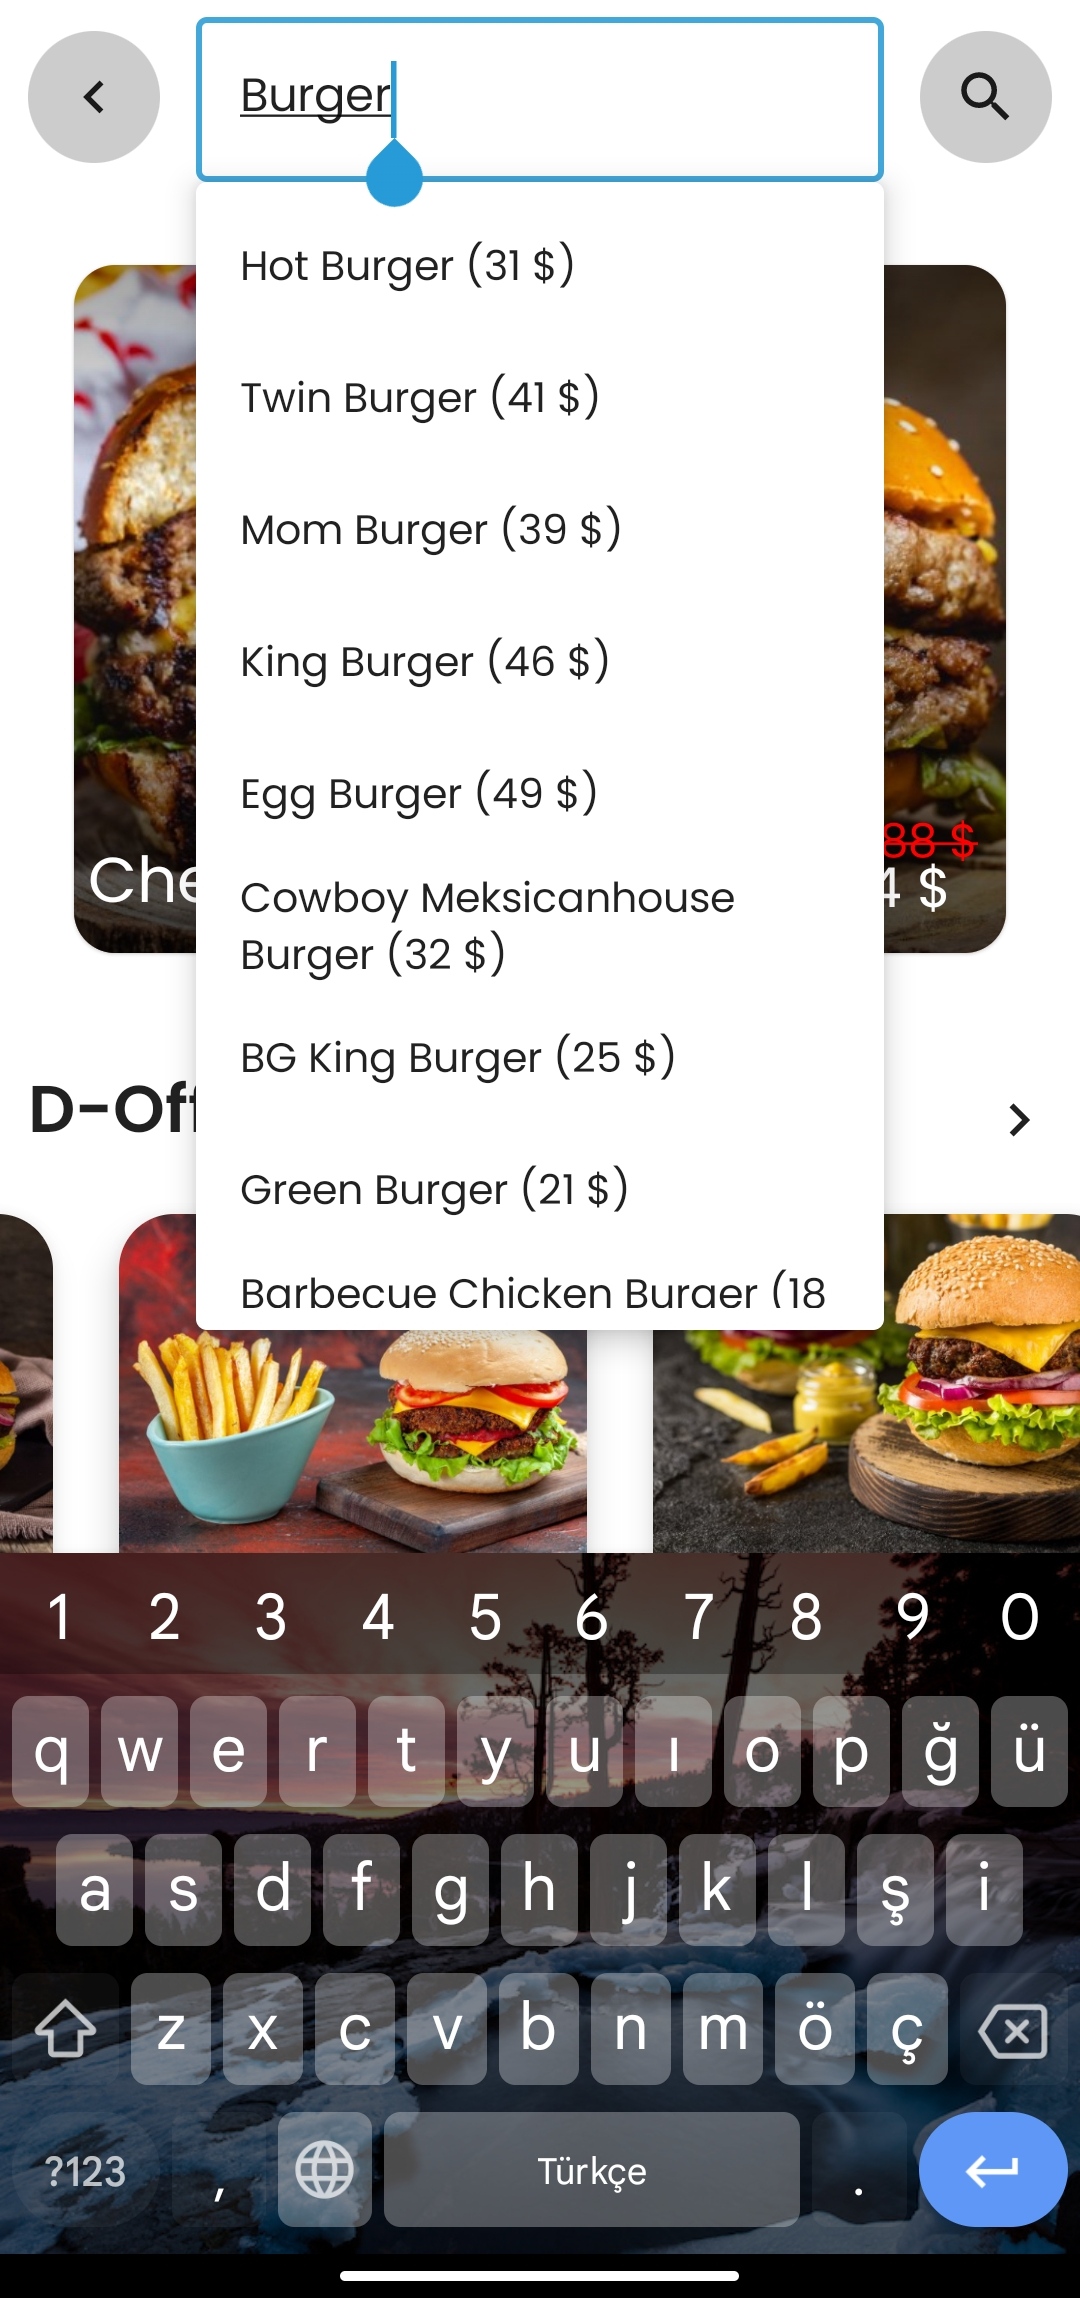 Burger
Hot Burger (31 $)
Twin Burger (41 $)
Mom Burger (39 $)
King Burger (46 $)
Egg Burger (49 $)
88 $
Che
4 $
Cowboy Meksicanhouse
Burger (32 $)
BG King Burger (25 $)
D-Off
Green Burger (21 $)
Barbecue Chicken Burger (18
1 2 3 4 5 6 7 8 9 0
q w e r t y u ı o p ğ ü
a s d f g h j k l ş i
z x c v b n m ö ç
?123 , Türkçe .